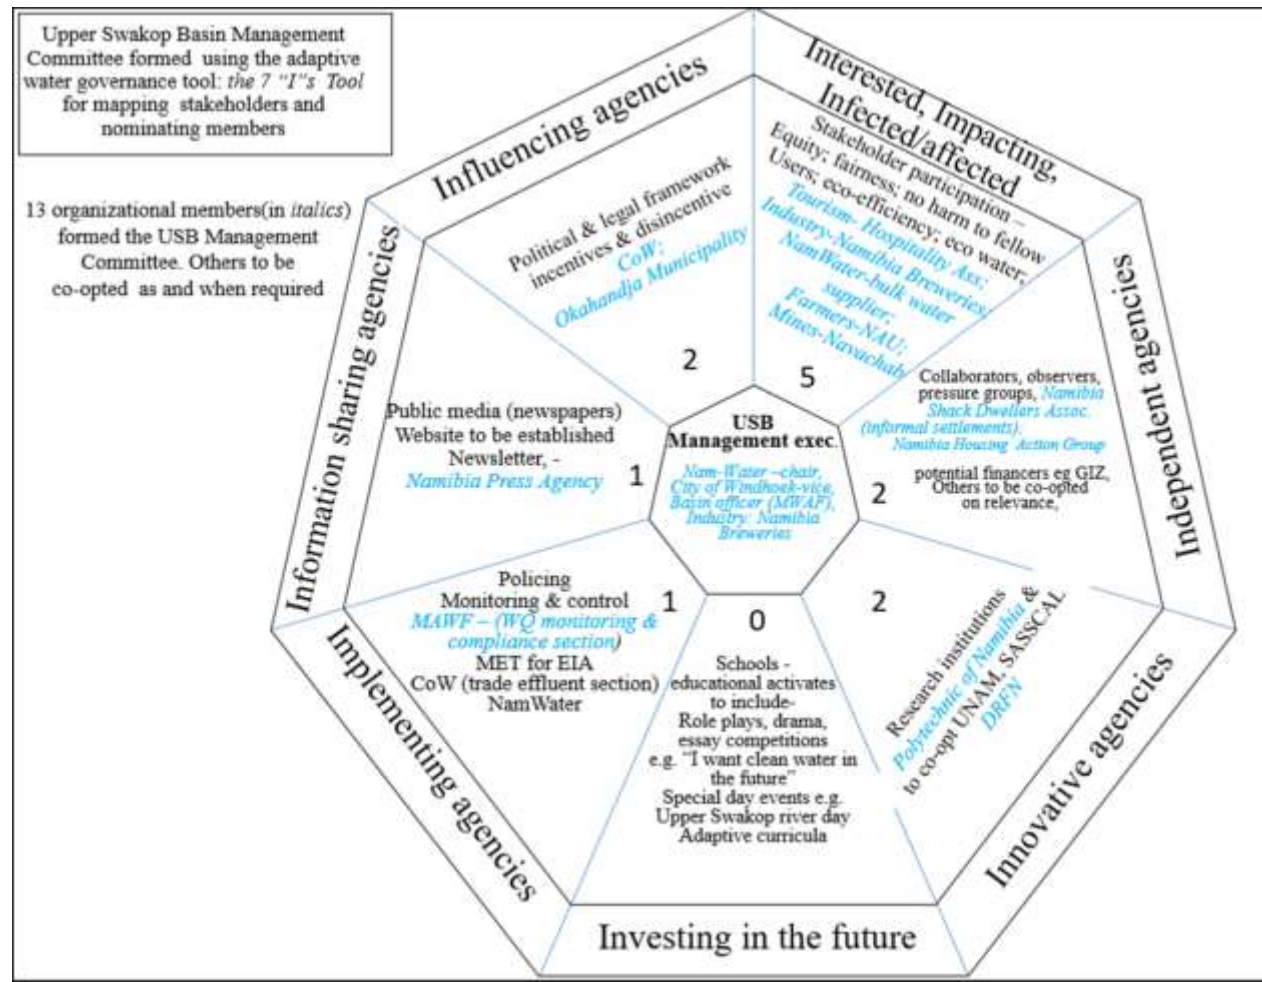 Upper Swakop Basin Management
Committee formed using the adaptive
water governance tool: the 7 "I"s Tool
for mapping stakeholders and
nominating members
13 organizational members(in italics)
formed the USB Management
Committee. Others to be
co-opted as and when required
Influencing agencies
Political & legal framework
incentives & disincentive
CoW;
Okahandja Municipality
2
Interested, Impacting,
Infected/affected
Stakeholder participation –
Equity; fairness; no harm to fellow
Users; eco-efficiency; eco water;
Tourism- Hospitality Ass;
Industry-Namibia Breweries;
NamWater-bulk water
supplier;
Farmers-NAU;
Mines-Navachab
5
Independent agencies
Collaborators, observers,
pressure groups, Namibia
Shack Dwellers Assoc.
(informal settlements);
Namibia Housing Action Group
potential financers eg GIZ,
Others to be co-opted
on relevance,
2
Innovative agencies
Research institutions
Polytechnic of Namibia &
to co-opt UNAM, SASSCAL
DRFN
2
Investing in the future
0
Schools -
educational activates
to include-
Role plays, drama,
essay competitions
e.g. "I want clean water in
the future"
Special day events e.g.
Upper Swakop river day
Adaptive curricula
Implementing agencies
Policing
Monitoring & control
MAWF – (WQ monitoring &
compliance section)
MET for EIA
CoW (trade effluent section)
NamWater
1
Information sharing agencies
Public media (newspapers)
Website to be established
Newsletter, -
Namibia Press Agency
1
USB
Management exec.
Nam-Water –chair,
City of Windhoek-vice,
Basin officer (MWAF),
Industry: Namibia
Breweries